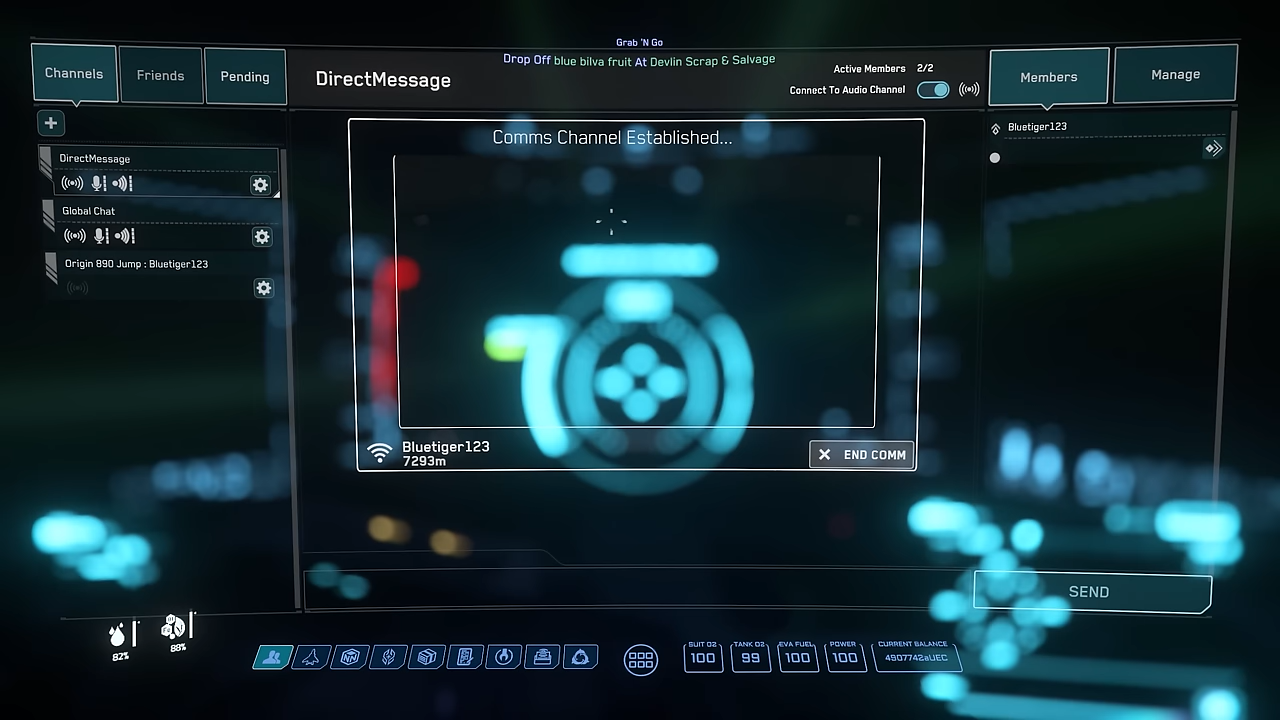 Grab 'N Go
Drop Off blue bilva fruit At Devlin Scrap & Salvage
Channels
Friends
Pending
DirectMessage
Active Members 2/2
Connect To Audio Channel
Members
Manage
+
DirectMessage
Global Chat
Origin 890 Jump : Bluetiger123
Comms Channel Established...
Bluetiger123
7293m
END COMM
Bluetiger123
SEND
82%
88%
SUIT O2
100
TANK O2
99
EVA FUEL
100
POWER
100
CURRENT BALANCE
4907742aUEC